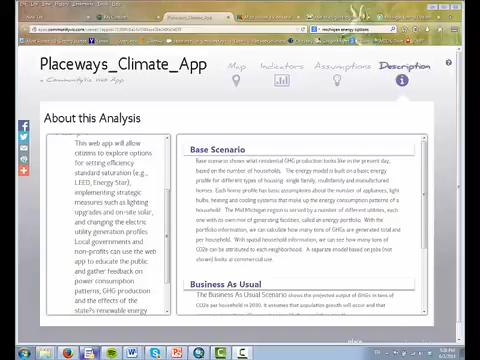 Placeways_Climate_App
a CommunityViz Web App
Map
Indicators
Assumptions
Description
About this Analysis
This web app will allow
citizens to explore options
for setting efficiency
standard saturation (e.g.,
LEED, Energy Star),
implementing strategic
measures such as lighting
upgrades and on-site solar,
and changing the electric
utility generation profiles
Local governments and
non-profits can use the web
app to educate the public
and gather feedback on
power consumption
patterns, GHG production
and the effects of the
state?s renewable energy
Base Scenario
Base scenario shows what residential GHG production looks like in the present day,
based on the number of households. The energy model is built on a basic energy
profile for different types of housing: single family, multifamily and manufactured
homes. Each home profile has basic assumptions about the number of appliances, light
bulbs, heating and cooling systems that make up the energy consumption patterns of a
household. The Mid Michigan region is served by a number of different utilities, each
one with its own mix of generating facilities, called an energy portfolio. With the
portfolio information, we can calculate how many tons of GHGs are generated total and
per household. With spatial household information, we can see how many tons of
CO2e can be attributed to each neighborhood. A separate model based on jobs (not
shown) looks at commercial use.
Business As Usual
The Business As Usual Scenario shows the projected output of GHGs in tons of
CO2 per household in 2030. It assumes that population growth will occur and that